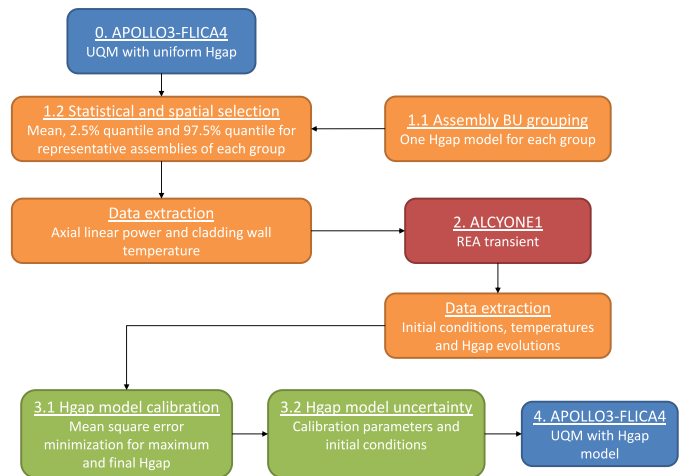 0. APOLLO3-FLICA4
UQM with uniform Hgap
1.2 Statistical and spatial selection
Mean, 2.5% quantile and 97.5% quantile for
representative assemblies of each group
1.1 Assembly BU grouping
One Hgap model for each group
Data extraction
Axial linear power and cladding wall
temperature
2. ALCYONE1
REA transient
Data extraction
Initial conditions, temperatures
and Hgap evolutions
3.1 Hgap model calibration
Mean square error
minimization for maximum
and final Hgap
3.2 Hgap model uncertainty
Calibration parameters and
initial conditions
4. APOLLO3-FLICA4
UQM with Hgap
model